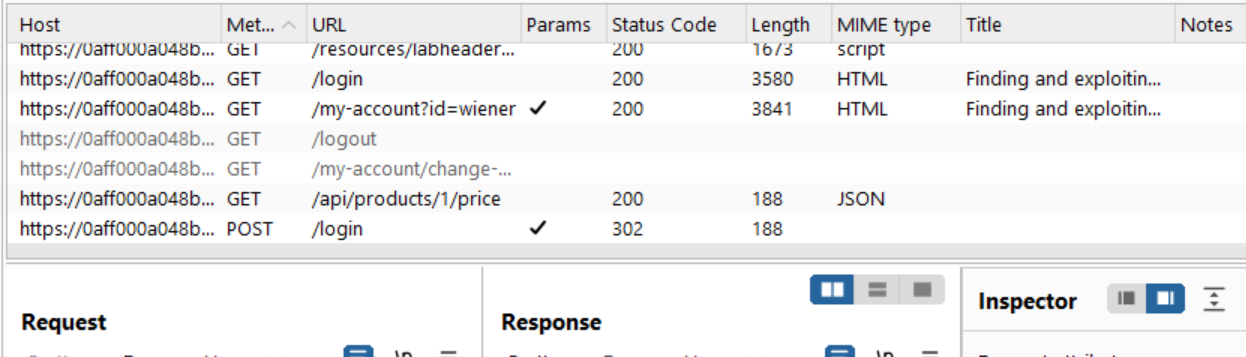 Host Met... URL Params Status Code Length MIME type Title Notes
https://0aff000a048b... GET /resources/labheader... 200 1673 script
https://0aff000a048b... GET /login 200 3580 HTML Finding and exploitin...
https://0aff000a048b... GET /my-account?id=wiener ✓ 200 3841 HTML Finding and exploitin...
https://0aff000a048b... GET /logout
https://0aff000a048b... GET /my-account/change-...
https://0aff000a048b... GET /api/products/1/price 200 188 JSON
https://0aff000a048b... POST /login ✓ 302 188
Request Response Inspector